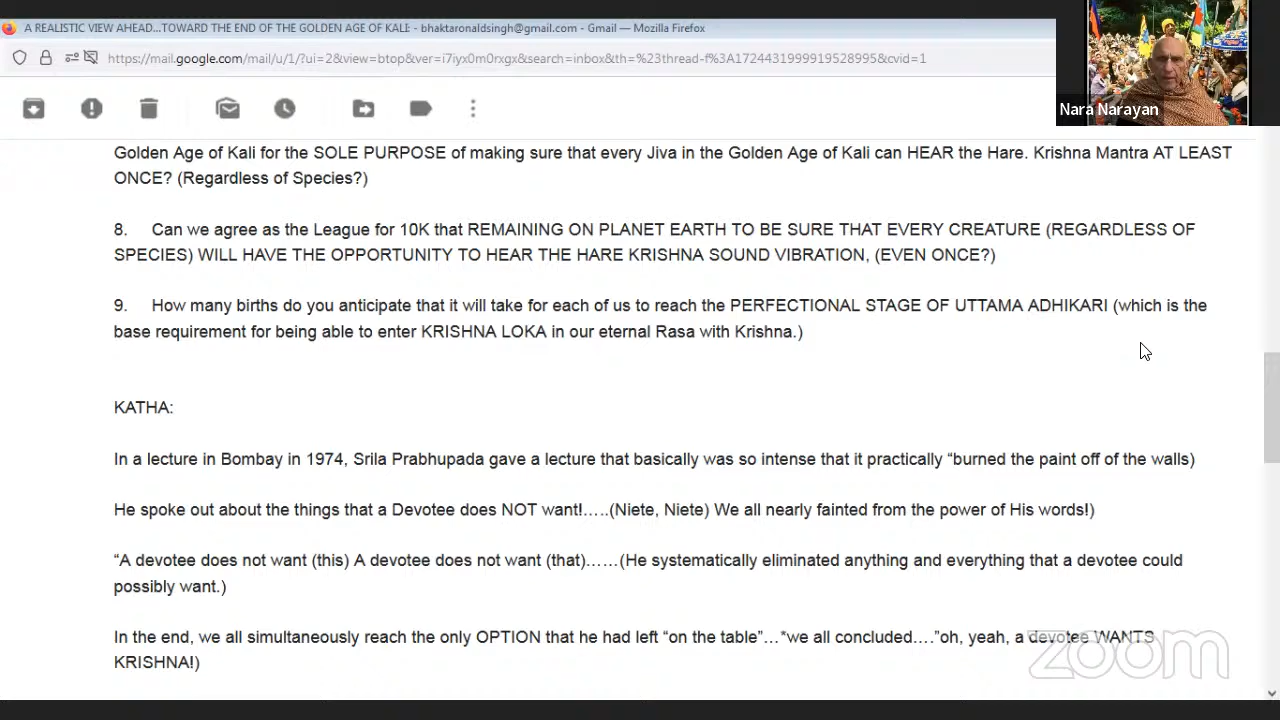 A REALISTIC VIEW AHEAD...TOWARD THE END OF THE GOLDEN AGE OF KALI - bhaktaronaldsingh@gmail.com - Gmail — Mozilla Firefox
https://mail.google.com/mail/u/1/?ui=2&view=btop&ver=i7iyx0m0rxgx&search=inbox&th=%23thread-f%3A1724431999919528995&cvid=1
Nara Narayan
Golden Age of Kali for the SOLE PURPOSE of making sure that every Jiva in the Golden Age of Kali can HEAR the Hare. Krishna Mantra AT LEAST
ONCE? (Regardless of Species?)
8. Can we agree as the League for 10K that REMAINING ON PLANET EARTH TO BE SURE THAT EVERY CREATURE (REGARDLESS OF
SPECIES) WILL HAVE THE OPPORTUNITY TO HEAR THE HARE KRISHNA SOUND VIBRATION, (EVEN ONCE?)
9. How many births do you anticipate that it will take for each of us to reach the PERFECTIONAL STAGE OF UTTAMA ADHIKARI (which is the
base requirement for being able to enter KRISHNA LOKA in our eternal Rasa with Krishna.)
KATHA:
In a lecture in Bombay in 1974, Srila Prabhupada gave a lecture that basically was so intense that it practically “burned the paint off of the walls)
He spoke out about the things that a Devotee does NOT want!…..(Niete, Niete) We all nearly fainted from the power of His words!)
“A devotee does not want (this) A devotee does not want (that)……(He systematically eliminated anything and everything that a devotee could
possibly want.)
In the end, we all simultaneously reach the only OPTION that he had left “on the table”…*we all concluded….”oh, yeah, a devotee WANTS
KRISHNA!)
zoom